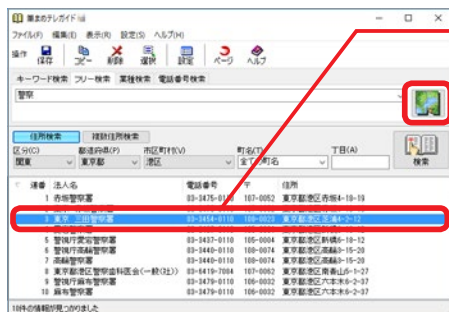 筆まめテレガイド
ファイル(F) 編集(E) 表示(R) 設定(S) ヘルプ(H)
操作 保存 コピー 削除 選択 設定 ページ ヘルプ
キーワード検索 フリー検索 業種検索 電話番号検索
警察
住所検索 複数住所検索
区分(C) 都道府県(P) 市区町村(V) 町名(T) 丁目(A)
関東 東京都 港区 全ての町名 検索
連番 法人名 電話番号 〒 住所
1 赤坂警察署 03-3475-0110 107-0052 東京都港区赤坂4-18-19
3 東京 三田警察署 03-3454-0110 108-0023 東京都港区芝浦4-2-12
5 警視庁愛宕警察署 03-3437-0110 105-0004 東京都港区新橋6-18-12
6 警視庁高輪警察署 03-3440-0110 108-0074 東京都港区高輪3-15-20
7 高輪警察署 03-3440-0110 108-0074 東京都港区高輪3-15-20
8 東京都港区警察歯科医会(一般(社)) 03-6419-7084 107-0062 東京都港区南青山5-1-27
9 警視庁麻布警察署 03-3479-0110 106-0032 東京都港区六本木6-2-37
10 麻布警察署 03-3479-0110 106-0032 東京都港区六本木6-2-37
10件の情報が見つかりました